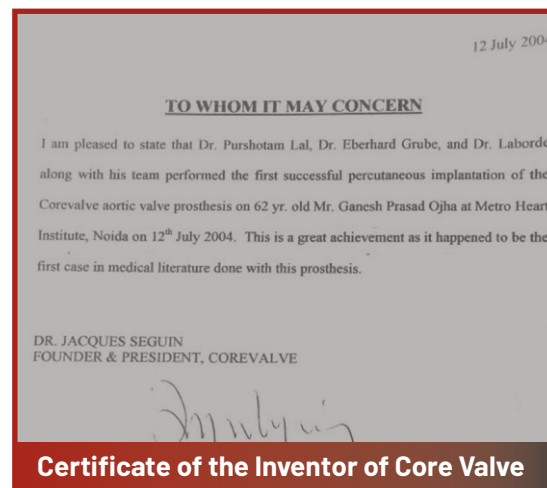 12 July 2004
TO WHOM IT MAY CONCERN
I am pleased to state that Dr. Purshotam Lal, Dr. Eberhard Grube, and Dr. Laborde
along with his team performed the first successful percutaneous implantation of the
Corevalve aortic valve prosthesis on 62 yr. old Mr. Ganesh Prasad Ojha at Metro Heart
Institute, Noida on 12th July 2004. This is a great achievement as it happened to be the
first case in medical literature done with this prosthesis.
DR. JACQUES SEGUIN
FOUNDER & PRESIDENT, COREVALVE
Certificate of the Inventor of Core Valve